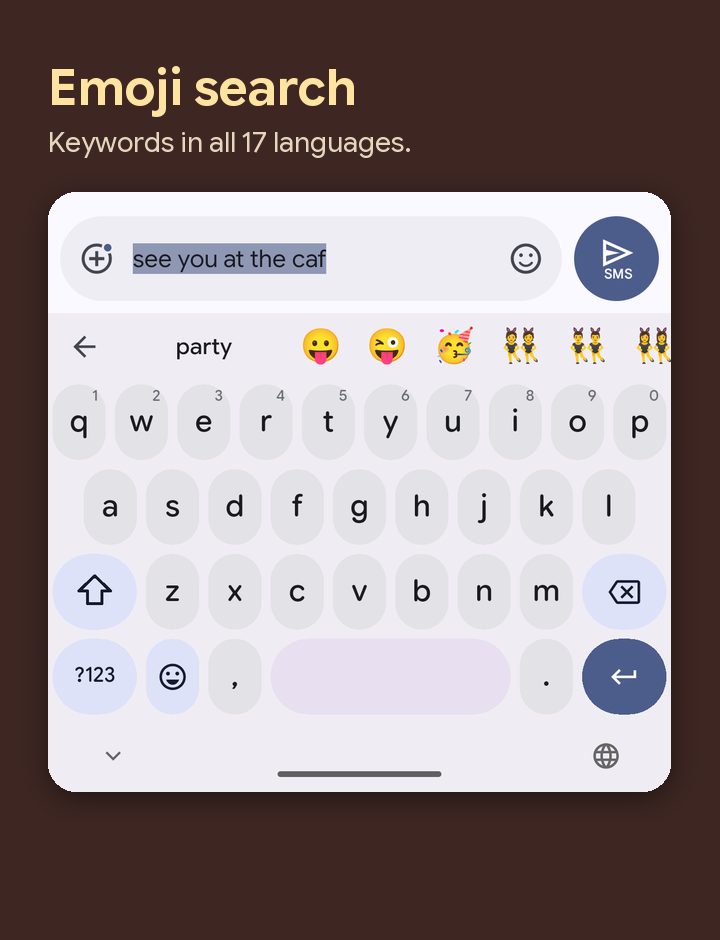 Emoji search
Keywords in all 17 languages.
see you at the caf
SMS
party
1 2 3 4 5 6 7 8 9 0
q w e r t y u i o p
a s d f g h j k l
z x c v b n m
?123 , .